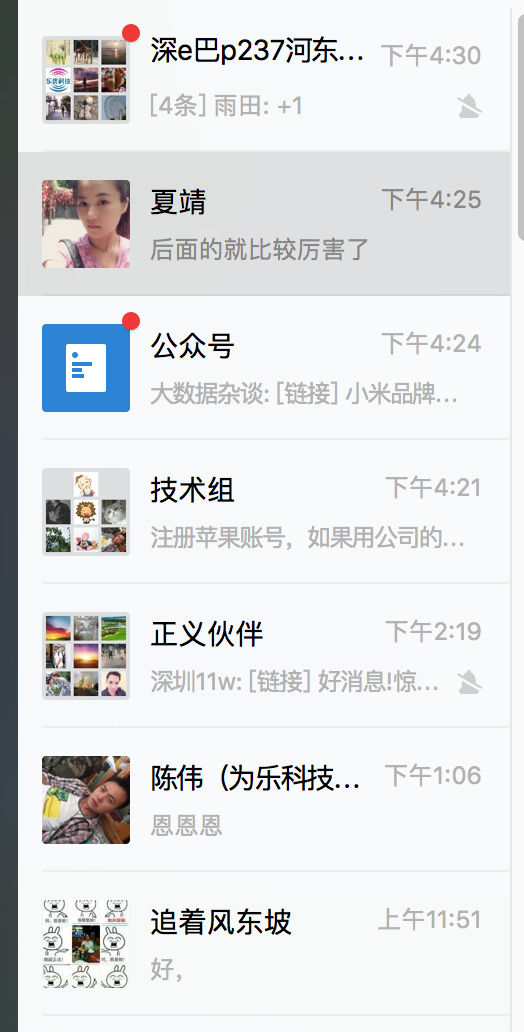 深e巴p237河东... 下午4:30
[4条] 雨田: +1
乐优科技
夏靖 下午4:25
后面的就比较厉害了
公众号 下午4:24
大数据杂谈: [链接] 小米品牌...
技术组 下午4:21
注册苹果账号，如果用公司的...
正义伙伴 下午2:19
深圳11w: [链接] 好消息!惊...
陈伟（为乐科技... 下午1:06
恩恩恩
追着风东坡 上午11:51
好，